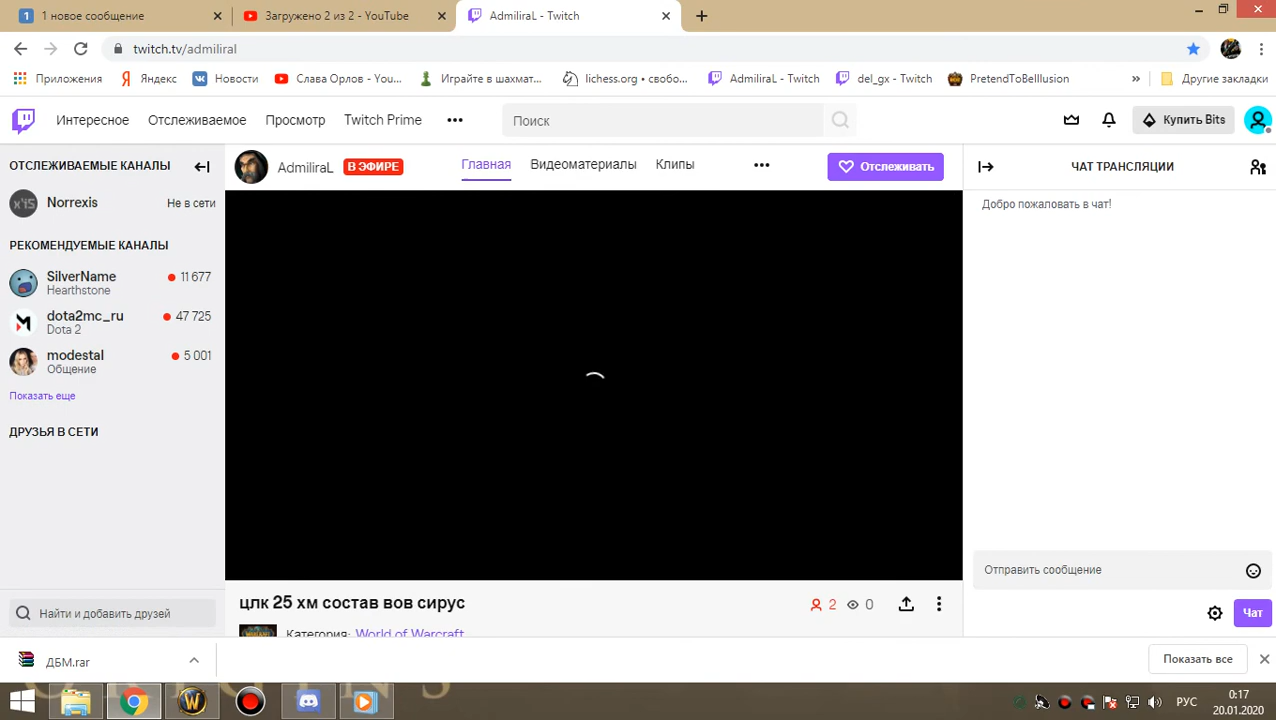 1 новое сообщение
Загружено 2 из 2 - YouTube
AdmiliraL - Twitch
twitch.tv/admiliral
Приложения
Яндекс
Новости
Слава Орлов - You...
Играйте в шахмат...
lichess.org • свобо...
AdmiliraL - Twitch
del_gx - Twitch
PretendToBeIllusion
»
Другие закладки
Интересное
Отслеживаемое
Просмотр
Twitch Prime
Поиск
Купить Bits
ОТСЛЕЖИВАЕМЫЕ КАНАЛЫ
Norrexis
Не в сети
РЕКОМЕНДУЕМЫЕ КАНАЛЫ
SilverName
11 677
Hearthstone
dota2mc_ru
47 725
Dota 2
modestal
5 001
Общение
Показать еще
ДРУЗЬЯ В СЕТИ
Найти и добавить друзей
AdmiliraL
В ЭФИРЕ
Главная
Видеоматериалы
Клипы
Отслеживать
цлк 25 хм состав вов сирус
2
0
Категория: World of Warcraft
ЧАТ ТРАНСЛЯЦИИ
Добро пожаловать в чат!
Отправить сообщение
Чат
ДБМ.rar
Показать все
РУС
0:17
20.01.2020